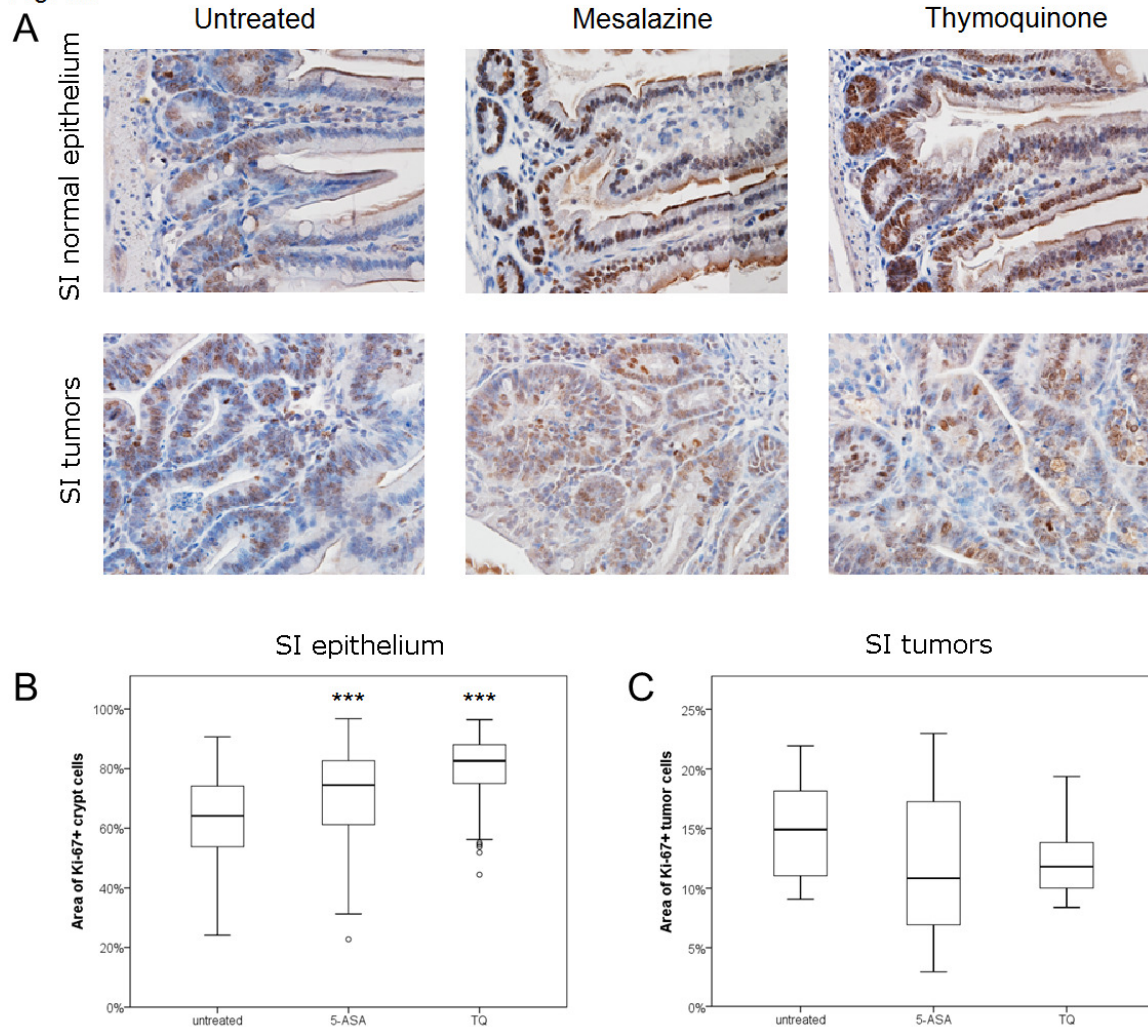 A
Untreated
Mesalazine
Thymoquinone
SI normal epithelium
SI tumors
SI epithelium
B
*** ***
Area of Ki-67+ crypt cells
100%
80%
60%
40%
20%
0%
untreated 5-ASA TQ
SI tumors
C
Area of Ki-67+ tumor cells
25%
20%
15%
10%
5%
0%
untreated 5-ASA TQ